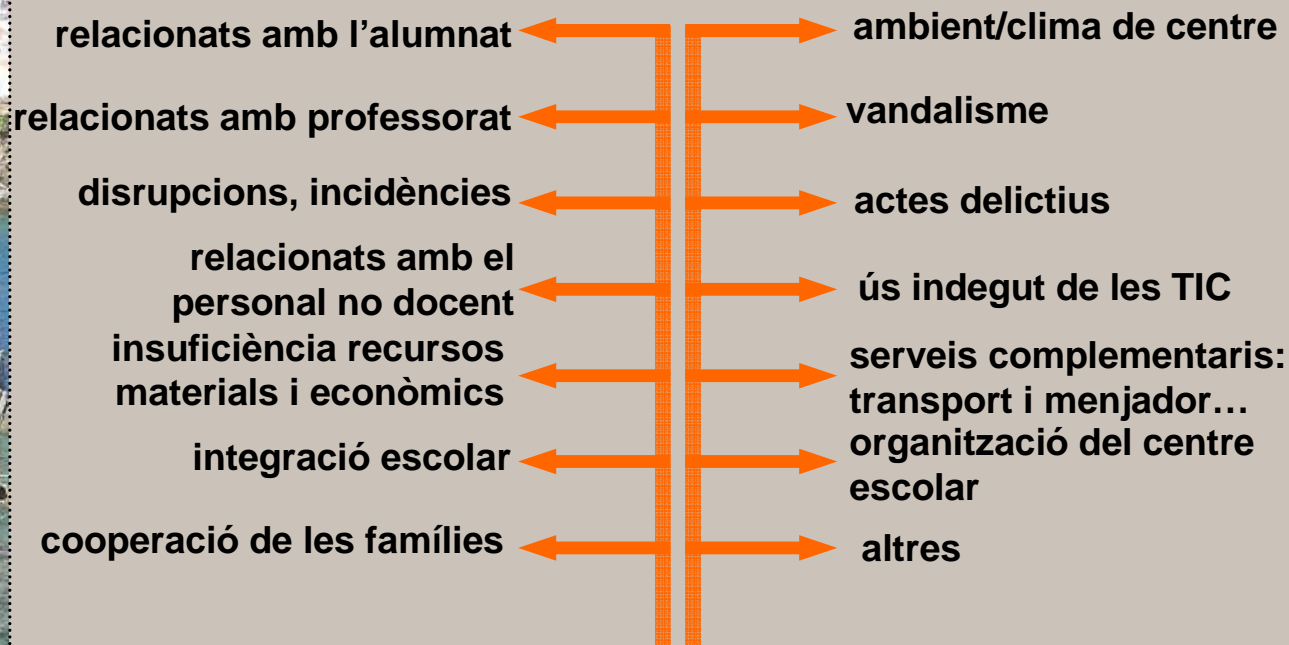 relacionats amb l’alumnat
relacionats amb professorat
disrupcions, incidències
relacionats amb el
personal no docent
insuficiència recursos
materials i econòmics
integració escolar
cooperació de les famílies
ambient/clima de centre
vandalisme
actes delictius
ús indegut de les TIC
serveis complementaris:
transport i menjador…
organització del centre
escolar
altres